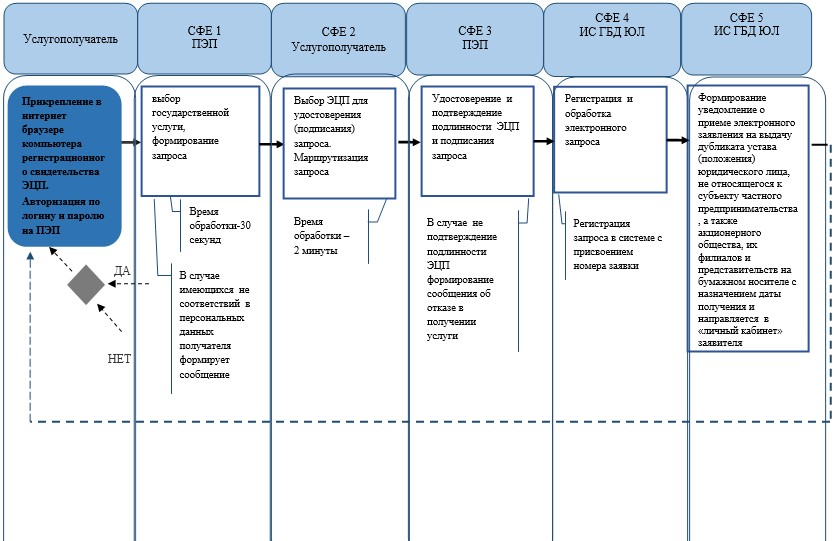 Услугополучатель
СФЕ 1
ПЭП
СФЕ 2
Услугополучатель
СФЕ 3
ПЭП
СФЕ 4
ИС ГБД ЮЛ
СФЕ 5
ИС ГБД ЮЛ
Прикрепление в
интернет
браузере
компьютера
регистрационног
о свидетельства
ЭЦП.
Авторизация по
логину и паролю
на ПЭП
ДА
НЕТ
выбор
государственной
услуги,
формирование
запроса
Время
обработки-30
секунд
В случае
имеющихся не
соответствий в
персональных
данных
получателя
формирует
сообщение
Выбор ЭЦП для
удостоверения
(подписания)
запроса.
Маршрутизация
запроса
Время
обработки –
2 минуты
Удостоверение и
подтверждение
подлинности ЭЦП
и подписания
запроса
В случае не
подтверждение
подлинности
ЭЦП
формирование
сообщения об
отказе в
получении
услуги
Регистрация и
обработка
электронного
запроса
Регистрация
запроса в системе с
присвоением
номера заявки
Формирование
уведомление о
приеме электронного
заявления на выдачу
дубликата устава
(положения)
юридического лица,
не относящегося к
субъекту частного
предпринимательства
, а также
акционерного
общества, их
филиалов и
представительств на
бумажном носителе с
назначением даты
получения и
направляется в
«личный кабинет»
заявителя